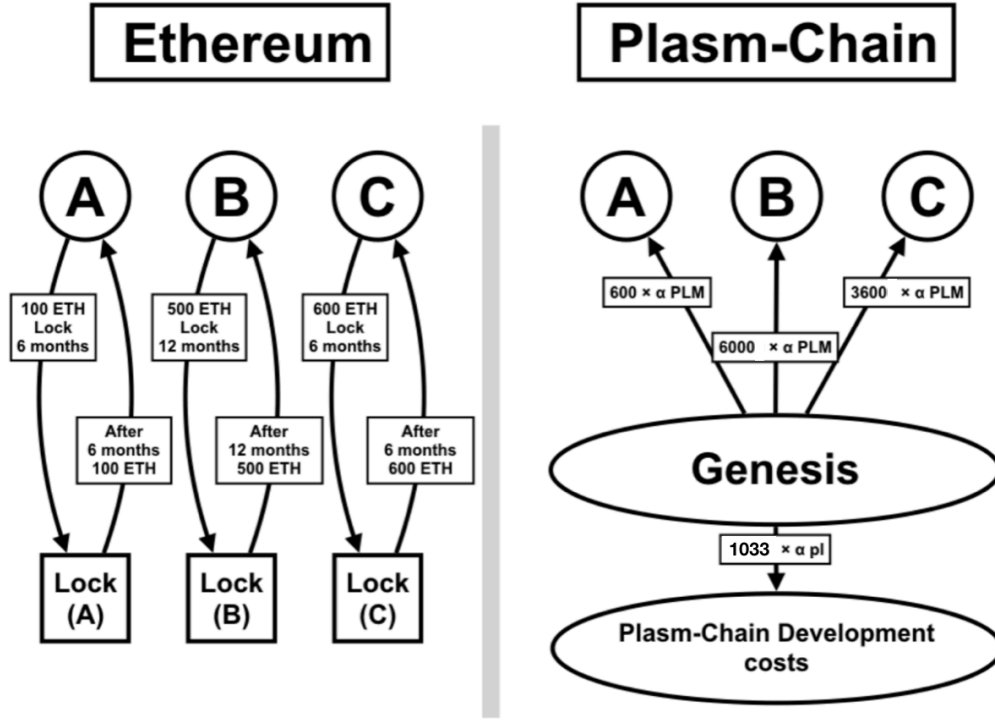 Ethereum
Plasm-Chain
A
B
C
A
B
C
100 ETH
Lock
6 months
500 ETH
Lock
12 months
600 ETH
Lock
6 months
600 × α PLM
3600 × α PLM
6000 × α PLM
After
6 months
100 ETH
After
12 months
500 ETH
After
6 months
600 ETH
Genesis
1033 × α pl
Lock
(A)
Lock
(B)
Lock
(C)
Plasm-Chain Development
costs